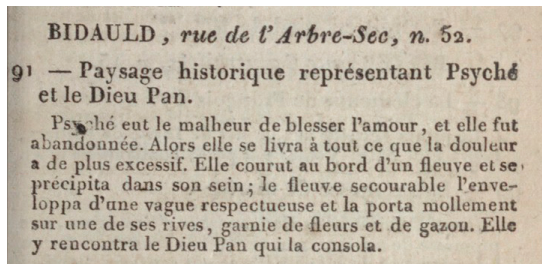 BIDAULD, rue de l'Arbre-Sec, n. 52.
91 — Paysage historique représentant Psyché
et le Dieu Pan.
Psyché eut le malheur de blesser l'amour, et elle fut
abandonnée. Alors elle se livra à tout ce que la douleur
a de plus excessif. Elle courut au bord d'un fleuve et se
précipita dans son sein; le fleuve secourable l'enve-
loppa d'une vague respectueuse et la porta mollement
sur une de ses rives, garnie de fleurs et de gazon. Elle
y rencontra le Dieu Pan qui la consola.